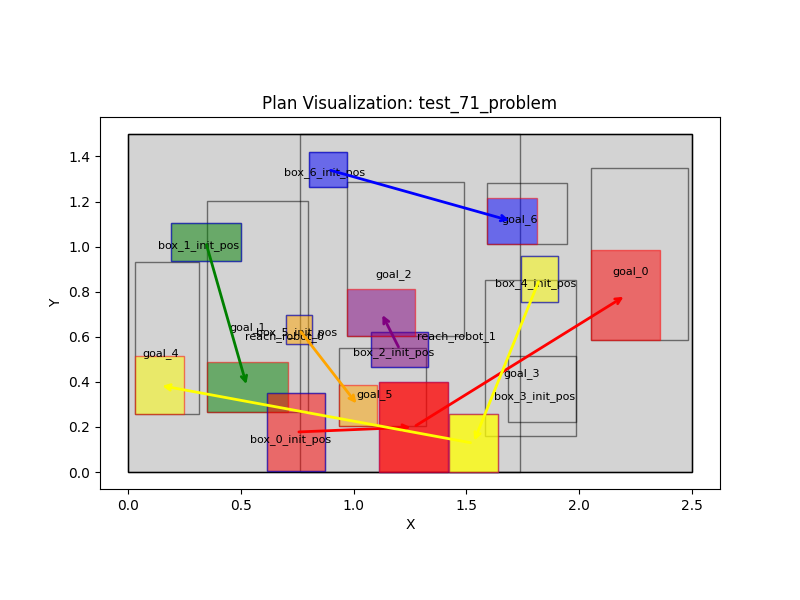 Plan Visualization: test_71_problem
Y
1.4
1.2
1.0
0.8
0.6
0.4
0.2
0.0
box_6_init_pos
goal_6
box_1_init_pos
goal_2
goal_0
box_4_init_pos
goal_1
box_5_init_pos
reach_robot_0
reach_robot_1
goal_4
box_2_init_pos
goal_3
goal_5
box_3_init_pos
box_0_init_pos
0.0 0.5 1.0 1.5 2.0 2.5
X